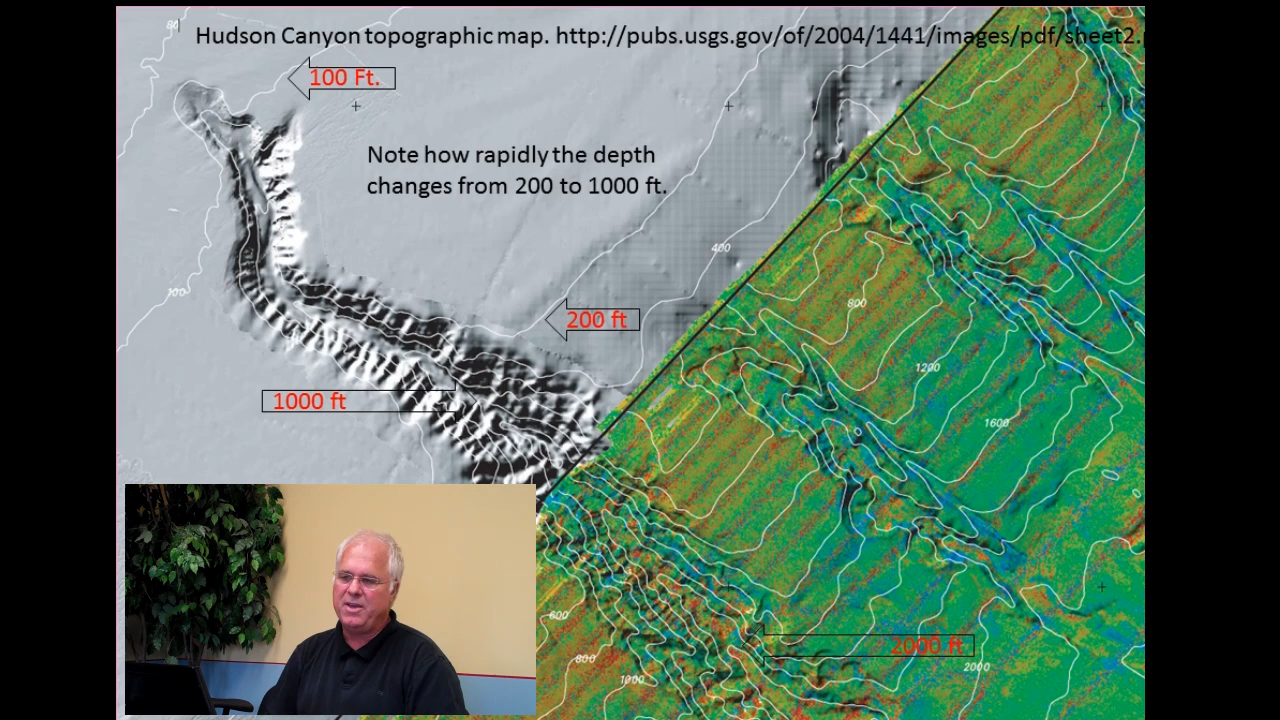 80
Hudson Canyon topographic map. http://pubs.usgs.gov/of/2004/1441/images/pdf/sheet2.
100 Ft.
Note how rapidly the depth
changes from 200 to 1000 ft.
400
100
800
200 ft
1200
1000 ft
1600
600
2000 ft
800
2000
1000